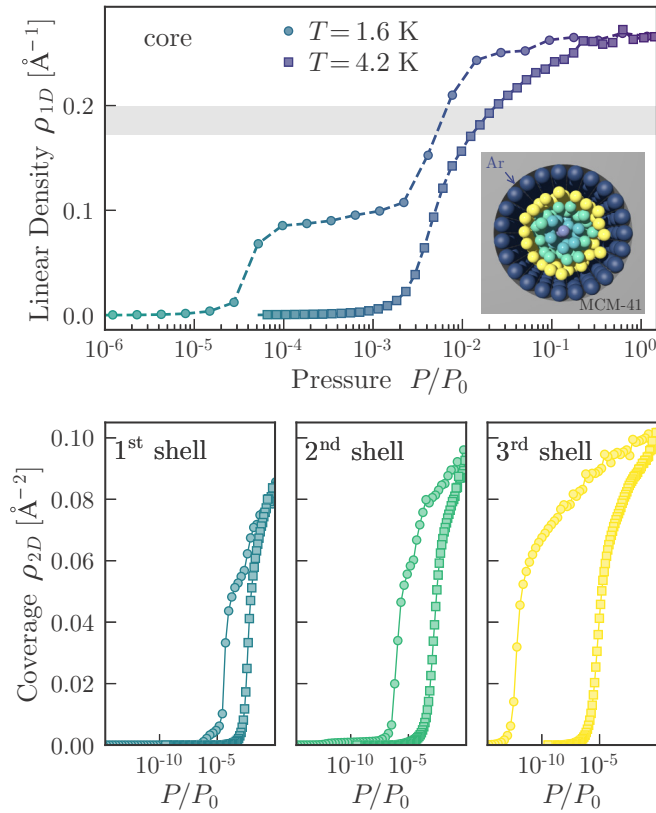 core
T = 1.6 K
T = 4.2 K
Linear Density ρ1D [Å−1]
0.2
0.1
0.0
Ar
MCM-41
10−6
10−5
10−4
10−3
10−2
10−1
100
Pressure P/P0
1st shell
2nd shell
3rd shell
Coverage ρ2D [Å−2]
0.10
0.08
0.06
0.04
0.02
0.00
10−10
10−5
10−10
10−5
10−10
10−5
P/P0
P/P0
P/P0